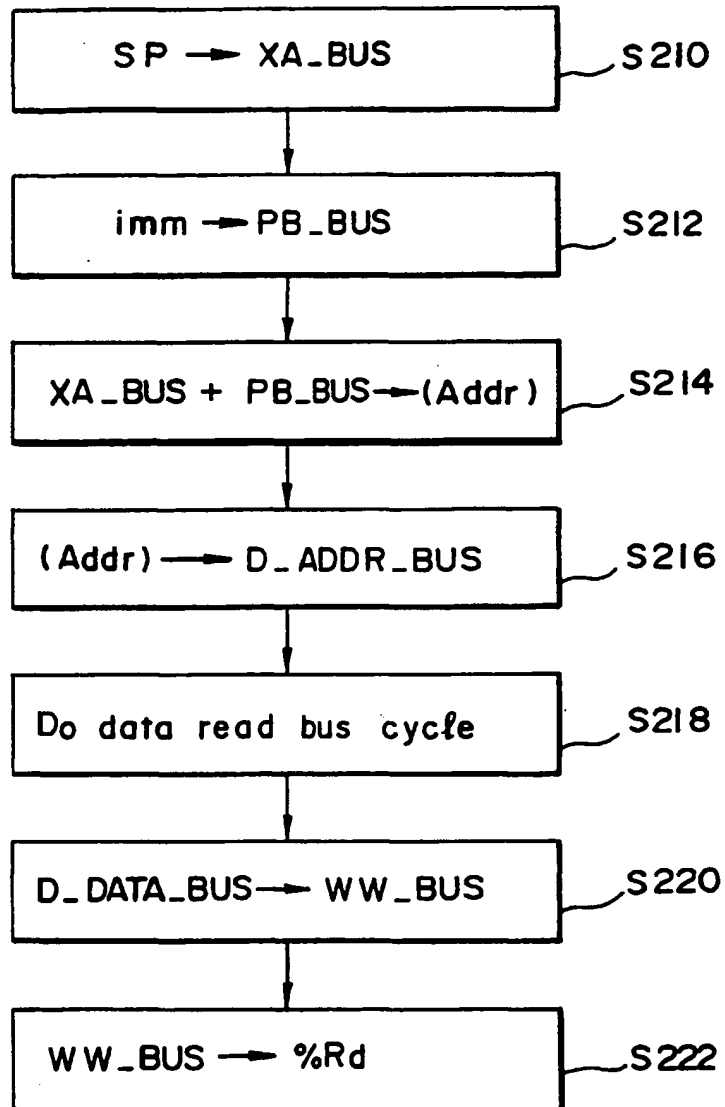 SP → XA_BUS S210
imm → PB_BUS S212
XA_BUS + PB_BUS → (Addr) S214
(Addr) → D_ADDR_BUS S216
Do data read bus cycle S218
D_DATA_BUS → WW_BUS S220
WW_BUS → %Rd S222